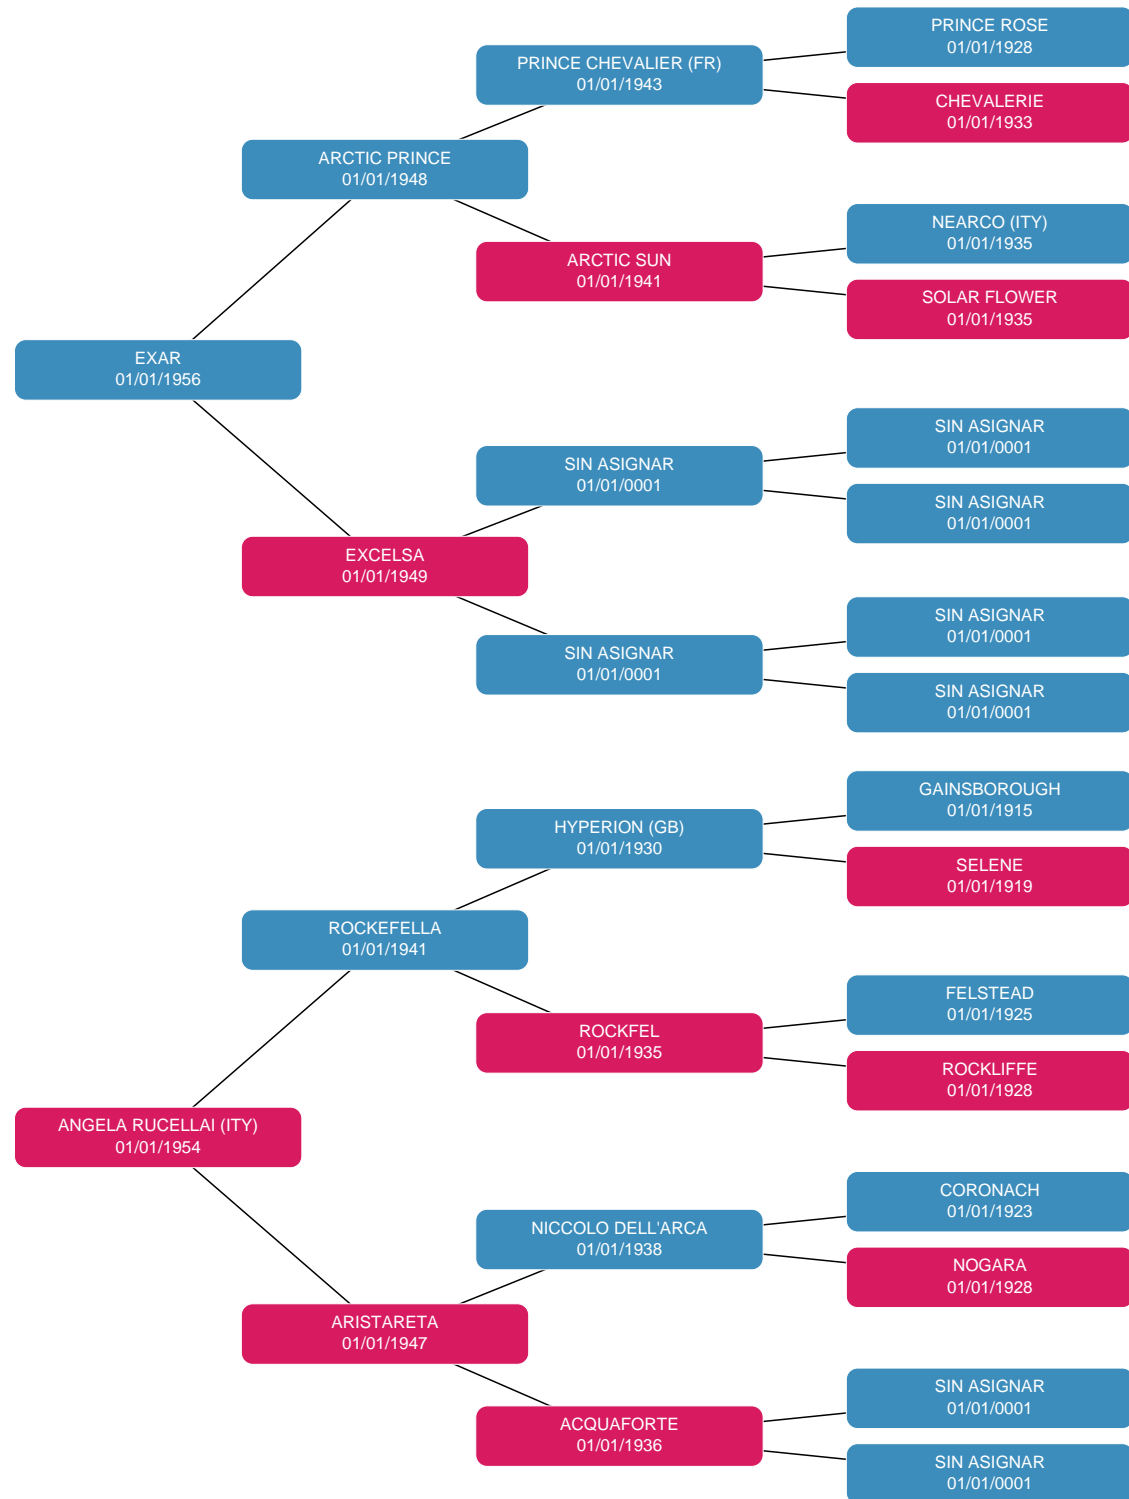 PRINCE ROSE
01/01/1928
PRINCE CHEVALIER (FR)
01/01/1943
CHEVALERIE
01/01/1933
ARCTIC PRINCE
01/01/1948
NEARCO (ITY)
01/01/1935
ARCTIC SUN
01/01/1941
SOLAR FLOWER
01/01/1935
EXAR
01/01/1956
SIN ASIGNAR
01/01/0001
SIN ASIGNAR
01/01/0001
SIN ASIGNAR
01/01/0001
EXCELSA
01/01/1949
SIN ASIGNAR
01/01/0001
SIN ASIGNAR
01/01/0001
SIN ASIGNAR
01/01/0001
GAINSBOROUGH
01/01/1915
HYPERION (GB)
01/01/1930
SELENE
01/01/1919
ROCKEFELLA
01/01/1941
FELSTEAD
01/01/1925
ROCKFEL
01/01/1935
ROCKLIFFE
01/01/1928
ANGELA RUCELLAI (ITY)
01/01/1954
CORONACH
01/01/1923
NICCOLO DELL'ARCA
01/01/1938
NOGARA
01/01/1928
ARISTARETA
01/01/1947
SIN ASIGNAR
01/01/0001
ACQUAFORTE
01/01/1936
SIN ASIGNAR
01/01/0001